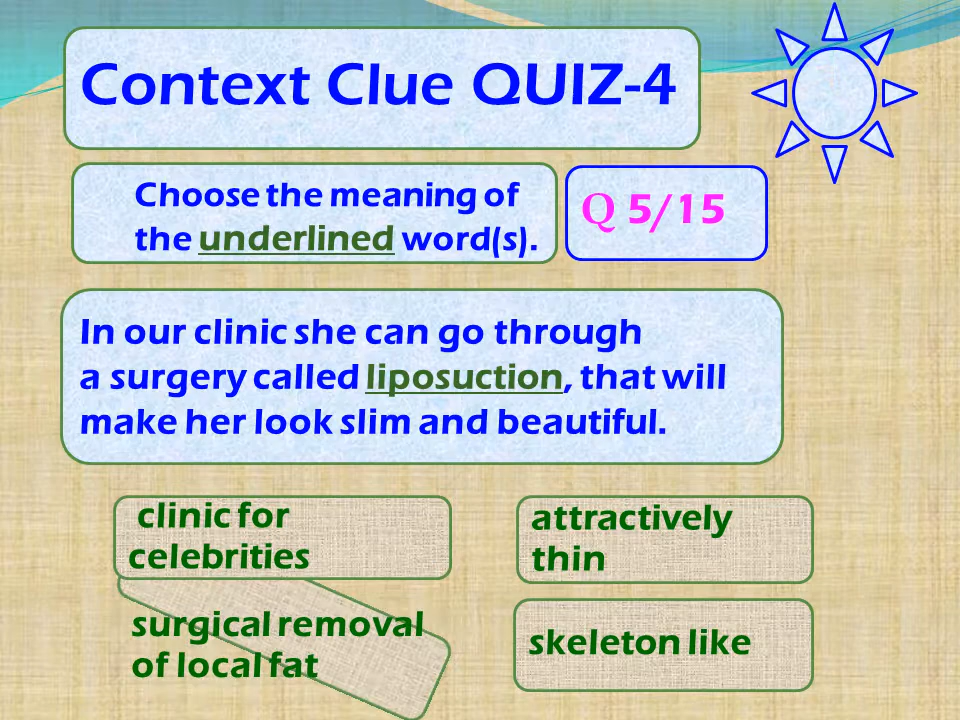 Context Clue QUIZ-4
Choose the meaning of
the underlined word(s).
Q 5/15
In our clinic she can go through
a surgery called liposuction, that will
make her look slim and beautiful.
clinic for
celebrities
attractively
thin
surgical removal
of local fat
skeleton like